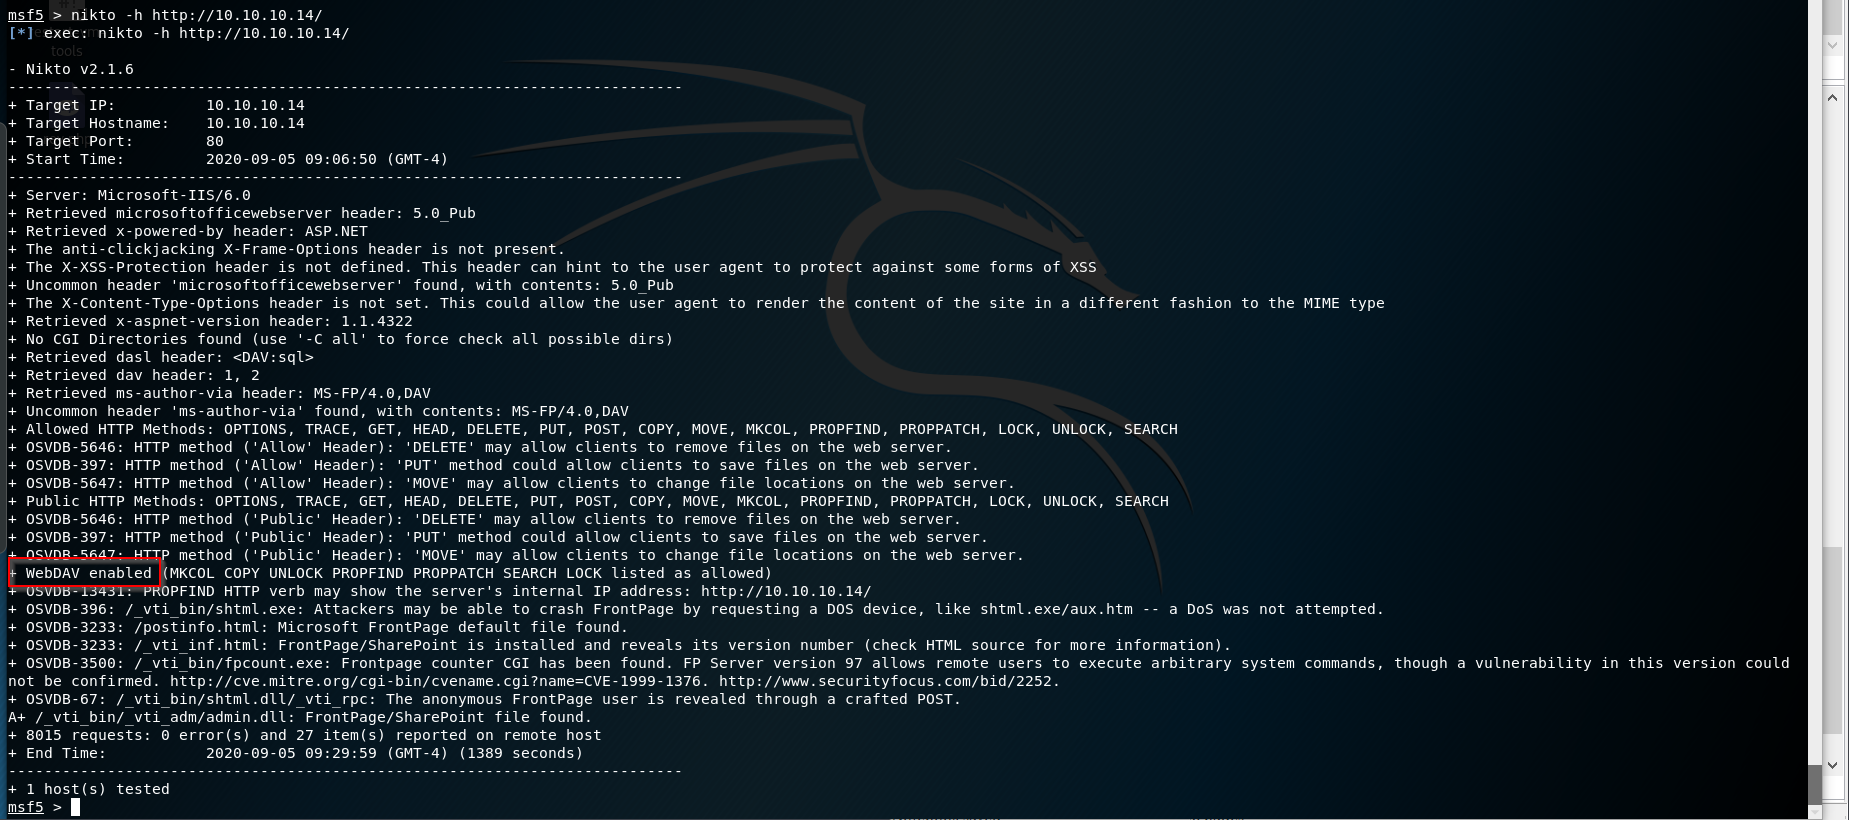 msf5 > nikto -h http://10.10.10.14/
[*] exec: nikto -h http://10.10.10.14/
tools
- Nikto v2.1.6
---------------------------------------------------------------------------
+ Target IP:          10.10.10.14
+ Target Hostname:    10.10.10.14
+ Target Port:        80
+ Start Time:         2020-09-05 09:06:50 (GMT-4)
---------------------------------------------------------------------------
+ Server: Microsoft-IIS/6.0
+ Retrieved microsoftofficewebserver header: 5.0_Pub
+ Retrieved x-powered-by header: ASP.NET
+ The anti-clickjacking X-Frame-Options header is not present.
+ The X-XSS-Protection header is not defined. This header can hint to the user agent to protect against some forms of XSS
+ Uncommon header 'microsoftofficewebserver' found, with contents: 5.0_Pub
+ The X-Content-Type-Options header is not set. This could allow the user agent to render the content of the site in a different fashion to the MIME type
+ Retrieved x-aspnet-version header: 1.1.4322
+ No CGI Directories found (use '-C all' to force check all possible dirs)
+ Retrieved dasl header: <DAV:sql>
+ Retrieved dav header: 1, 2
+ Retrieved ms-author-via header: MS-FP/4.0,DAV
+ Uncommon header 'ms-author-via' found, with contents: MS-FP/4.0,DAV
+ Allowed HTTP Methods: OPTIONS, TRACE, GET, HEAD, DELETE, PUT, POST, COPY, MOVE, MKCOL, PROPFIND, PROPPATCH, LOCK, UNLOCK, SEARCH
+ OSVDB-5646: HTTP method ('Allow' Header): 'DELETE' may allow clients to remove files on the web server.
+ OSVDB-397: HTTP method ('Allow' Header): 'PUT' method could allow clients to save files on the web server.
+ OSVDB-5647: HTTP method ('Allow' Header): 'MOVE' may allow clients to change file locations on the web server.
+ Public HTTP Methods: OPTIONS, TRACE, GET, HEAD, DELETE, PUT, POST, COPY, MOVE, MKCOL, PROPFIND, PROPPATCH, LOCK, UNLOCK, SEARCH
+ OSVDB-5646: HTTP method ('Public' Header): 'DELETE' may allow clients to remove files on the web server.
+ OSVDB-397: HTTP method ('Public' Header): 'PUT' method could allow clients to save files on the web server.
+ OSVDB-5647: HTTP method ('Public' Header): 'MOVE' may allow clients to change file locations on the web server.
+ WebDAV enabled (MKCOL COPY UNLOCK PROPFIND PROPPATCH SEARCH LOCK listed as allowed)
+ OSVDB-13431: PROPFIND HTTP verb may show the server's internal IP address: http://10.10.10.14/
+ OSVDB-396: /_vti_bin/shtml.exe: Attackers may be able to crash FrontPage by requesting a DOS device, like shtml.exe/aux.htm -- a DoS was not attempted.
+ OSVDB-3233: /postinfo.html: Microsoft FrontPage default file found.
+ OSVDB-3233: /_vti_inf.html: FrontPage/SharePoint is installed and reveals its version number (check HTML source for more information).
+ OSVDB-3500: /_vti_bin/fpcount.exe: Frontpage counter CGI has been found. FP Server version 97 allows remote users to execute arbitrary system commands, though a vulnerability in this version could
not be confirmed. http://cve.mitre.org/cgi-bin/cvename.cgi?name=CVE-1999-1376. http://www.securityfocus.com/bid/2252.
+ OSVDB-67: /_vti_bin/shtml.dll/_vti_rpc: The anonymous FrontPage user is revealed through a crafted POST.
A+ /_vti_bin/_vti_adm/admin.dll: FrontPage/SharePoint file found.
+ 8015 requests: 0 error(s) and 27 item(s) reported on remote host
+ End Time:           2020-09-05 09:29:59 (GMT-4) (1389 seconds)
---------------------------------------------------------------------------
+ 1 host(s) tested
msf5 >